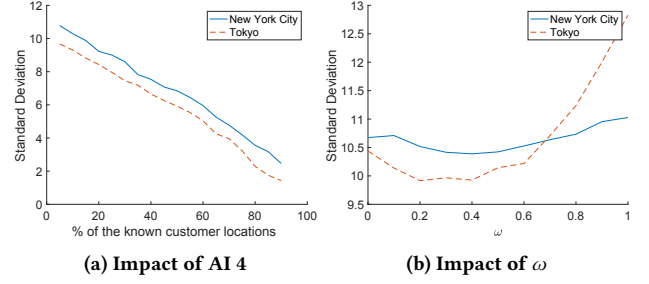 12
10
8
6
4
2
0
0
20
40
60
80
100
Standard Deviation
% of the known customer locations
New York City
Tokyo
(a) Impact of AI 4
13
12.5
12
11.5
11
10.5
10
9.5
0
0.2
0.4
0.6
0.8
1
Standard Deviation
ω
New York City
Tokyo
(b) Impact of ω